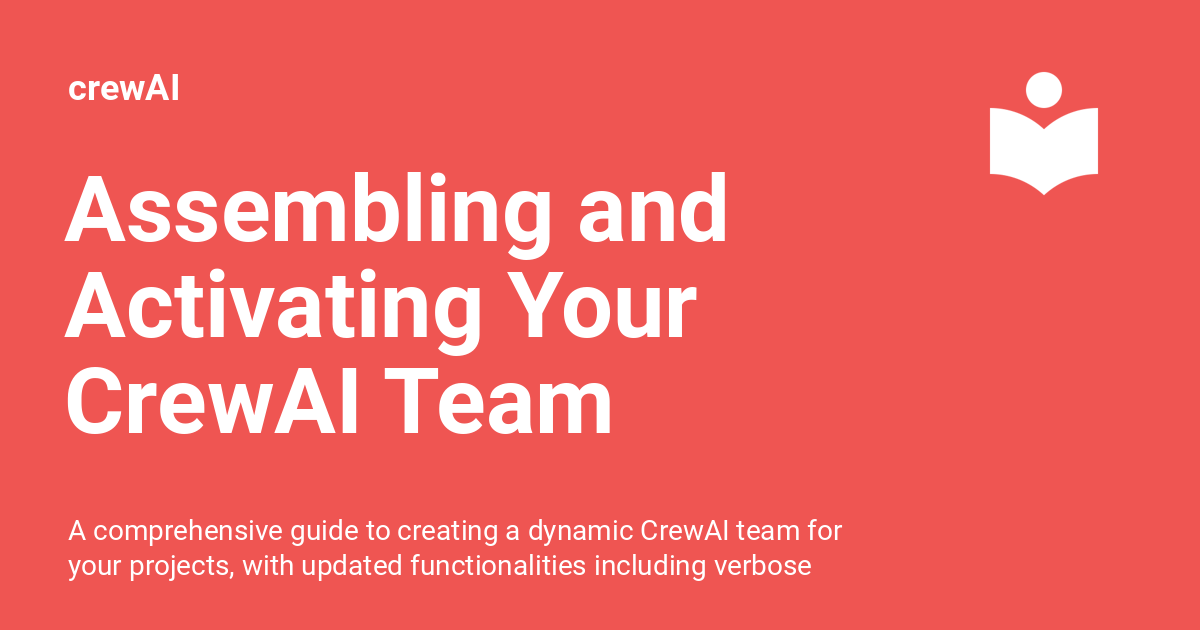 crewAI
Assembling and
Activating Your
CrewAI Team
A comprehensive guide to creating a dynamic CrewAI team for
your projects, with updated functionalities including verbose